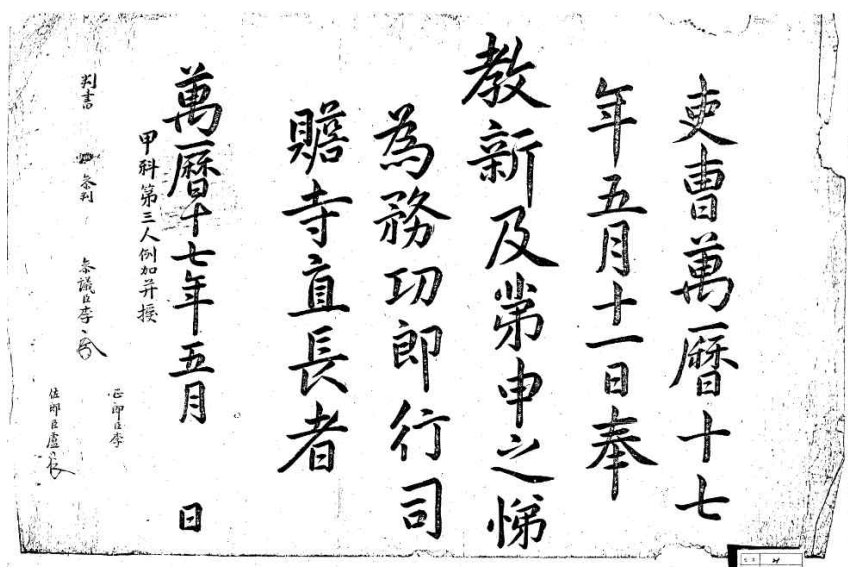 吏曹萬曆十七
年五月十一日奉
教新及第申之悌
為務功郎行司
贍寺直長者
萬曆十七年五月 日
甲科第三人例加并授
判書 參判 參議臣李
正郎臣李
佐郎臣盧